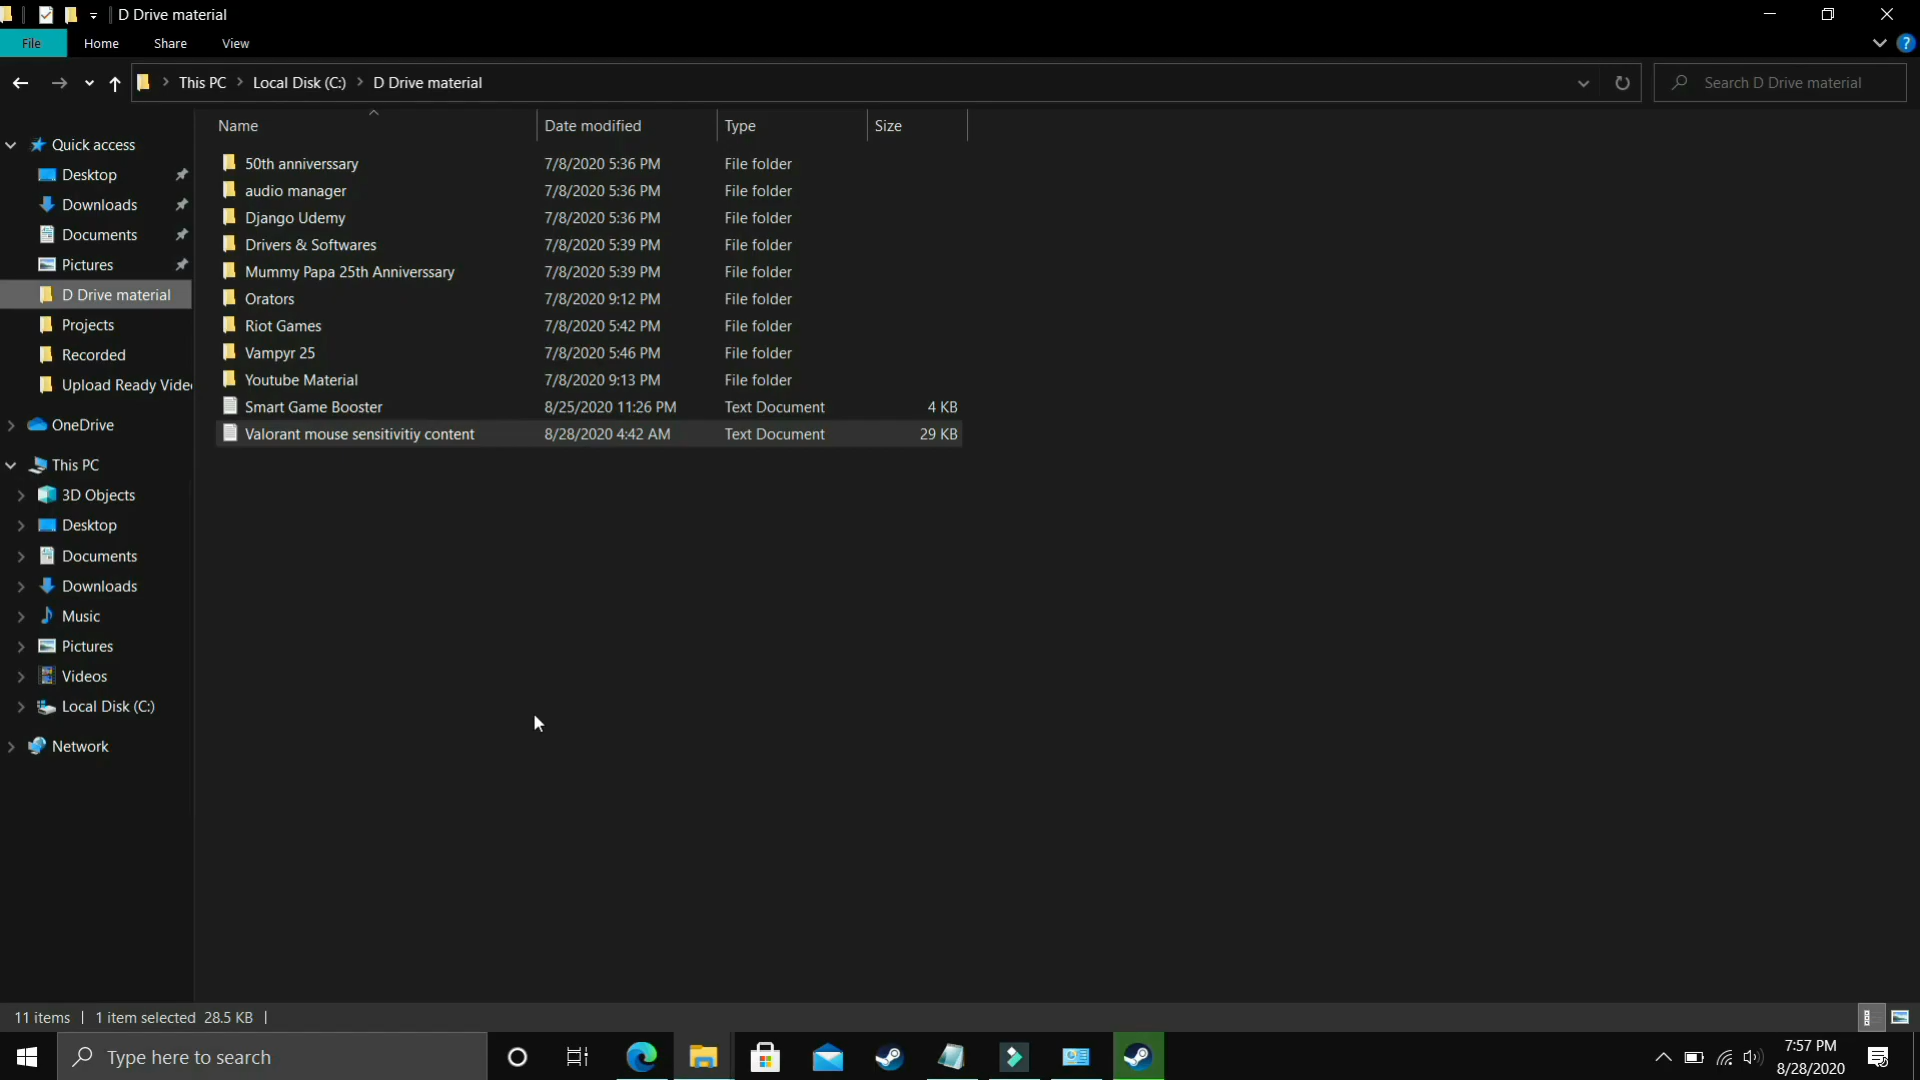 D Drive material
File Home Share View
This PC Local Disk (C:) D Drive material
Search D Drive material
Name Date modified Type Size
50th anniverssary 7/8/2020 5:36 PM File folder
audio manager 7/8/2020 5:36 PM File folder
Django Udemy 7/8/2020 5:36 PM File folder
Drivers & Softwares 7/8/2020 5:39 PM File folder
Mummy Papa 25th Anniverssary 7/8/2020 5:39 PM File folder
Orators 7/8/2020 9:12 PM File folder
Riot Games 7/8/2020 5:42 PM File folder
Vampyr 25 7/8/2020 5:46 PM File folder
Youtube Material 7/8/2020 9:13 PM File folder
Smart Game Booster 8/25/2020 11:26 PM Text Document 4 KB
Valorant mouse sensitivitiy content 8/28/2020 4:42 AM Text Document 29 KB
Quick access
Desktop
Downloads
Documents
Pictures
D Drive material
Projects
Recorded
Upload Ready Vide
OneDrive
This PC
3D Objects
Desktop
Documents
Downloads
Music
Pictures
Videos
Local Disk (C:)
Network
11 items 1 item selected 28.5 KB
Type here to search
7:57 PM
8/28/2020